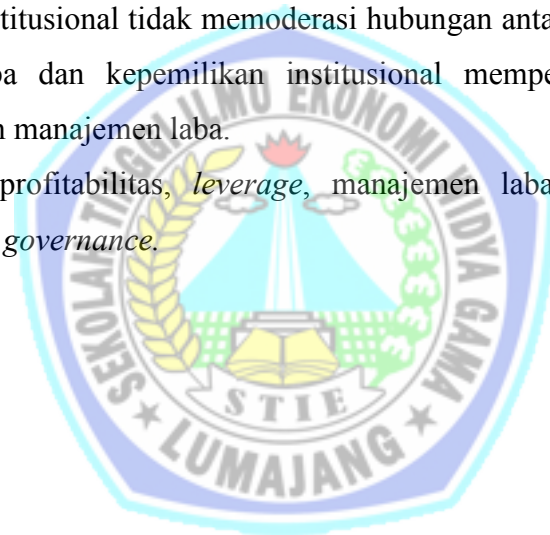 stitusional tidak memoderasi hubungan anta
ba dan kepemilikan institusional mempe
n manajemen laba.
profitabilitas, leverage, manajemen laba
governance.
SEKOLAH TINGGI ILMU EKONOMI WIDYA GAMA
STIE
LUMAJANG